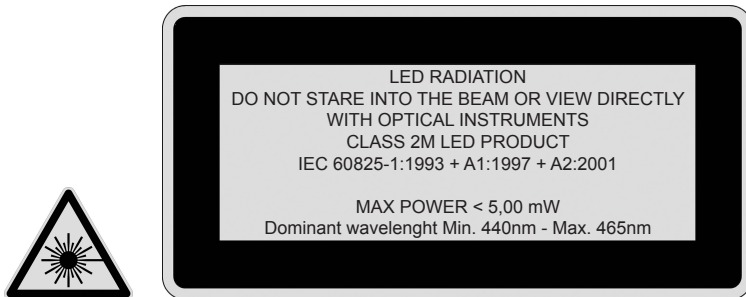 LED RADIATION
DO NOT STARE INTO THE BEAM OR VIEW DIRECTLY
WITH OPTICAL INSTRUMENTS
CLASS 2M LED PRODUCT
IEC 60825-1:1993 + A1:1997 + A2:2001
MAX POWER < 5,00 mW
Dominant wavelenght Min. 440nm - Max. 465nm